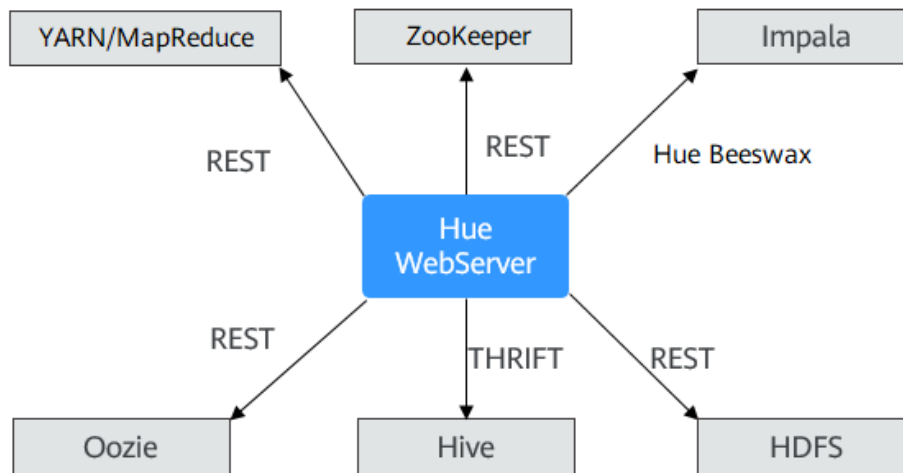 YARN/MapReduce
ZooKeeper
Impala
REST
REST
Hue Beeswax
Hue
WebServer
REST
THRIFT
REST
Oozie
Hive
HDFS